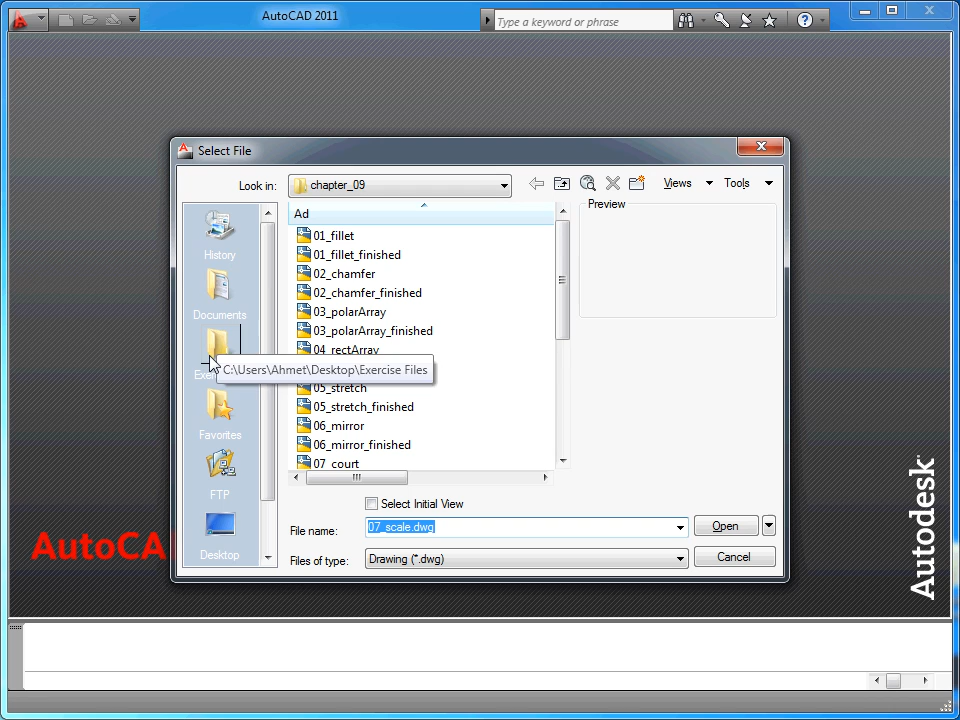 AutoCAD 2011
Type a keyword or phrase
Select File
Look in:
chapter_09
Views
Tools
Ad
Preview
History
Documents
Favorites
FTP
Desktop
01_fillet
01_fillet_finished
02_chamfer
02_chamfer_finished
03_polarArray
03_polarArray_finished
04_rectArray
C:\Users\Ahmet\Desktop\Exercise Files
05_stretch
05_stretch_finished
06_mirror
06_mirror_finished
07_court
Select Initial View
File name:
07_scale.dwg
Open
Files of type:
Drawing (*.dwg)
Cancel
AutoCA
Autodesk